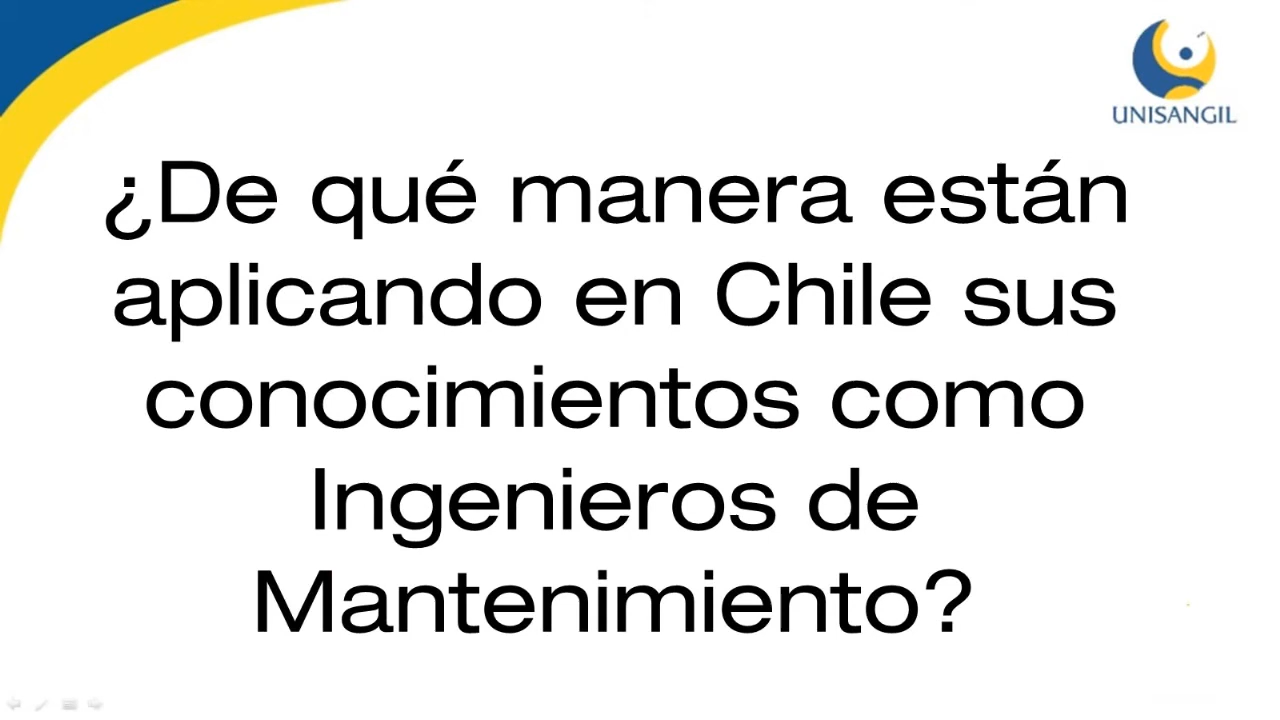 UNISANGIL
¿De qué manera están
aplicando en Chile sus
conocimientos como
Ingenieros de
Mantenimiento?